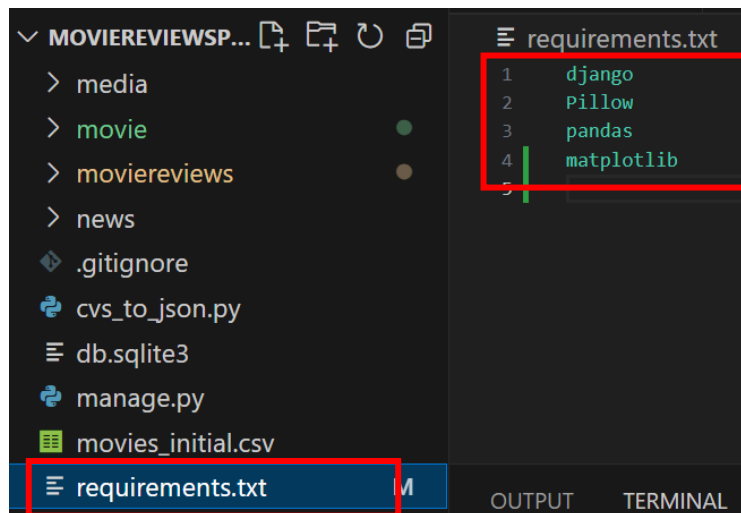 MOVIEREVIEWSP...
media
movie
moviereviews
news
.gitignore
cvs_to_json.py
db.sqlite3
manage.py
movies_initial.csv
requirements.txt
M
requirements.txt
1 django
2 Pillow
3 pandas
4 matplotlib
5
OUTPUT TERMINAL